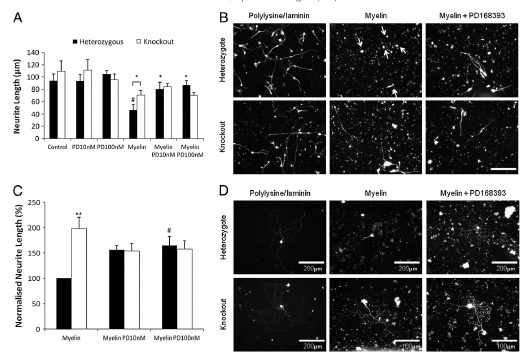 A
Heterozygous Knockout
Neurite Length (µm)
140
120
100
80
60
40
20
0
#
*
*
*
Control PD10nM PD100nM Myelin Myelin PD10nM Myelin PD100nM
B
Polylysine/laminin Myelin Myelin + PD168393
Heterozygote
Knockout
C
Normalised Neurite Length (%)
250
200
150
100
50
0
**
#
Myelin Myelin PD10nM Myelin PD100nM
D
Polylysine/laminin Myelin Myelin + PD168393
Heterozygote
200µm 200µm 200µm
Knockout
200µm 100µm 100µm